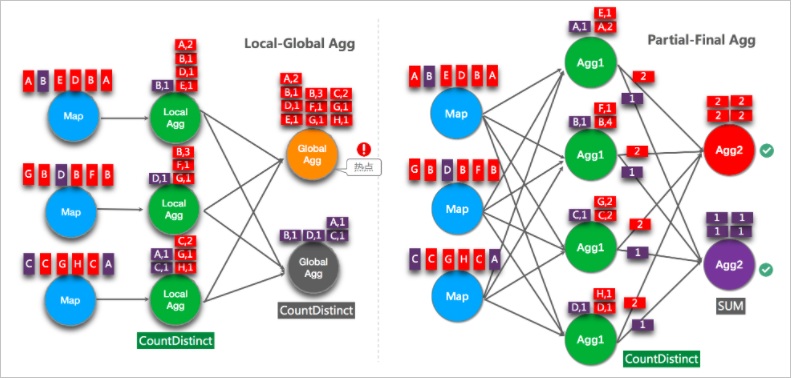 Local-Global Agg
A B E D B A
Map
B,1
A,2
B,1
D,1
E,1
Local
Agg
G B D B F B
Map
D,1
B,3
F,1
G,1
Local
Agg
C C G H C A
Map
A,1
C,1
C,2
G,1
H,1
Local
Agg
CountDistinct
A,2
B,1 B,3 C,2
D,1 F,1 G,1
E,1 G,1 H,1
Global
Agg
热点
A,1
B,1 D,1 C,1
Global
Agg
CountDistinct
Partial-Final Agg
A B E D B A
Map
G B D B F B
Map
C C G H C A
Map
E,1
A,1 A,2
Agg1
F,1
B,1 B,4
Agg1
G,2
C,1 C,2
Agg1
H,1
D,1 D,1
Agg1
CountDistinct
2
1
2
1
2
1
2
1
2 2
2 2
Agg2
1 1
1 1
Agg2
SUM